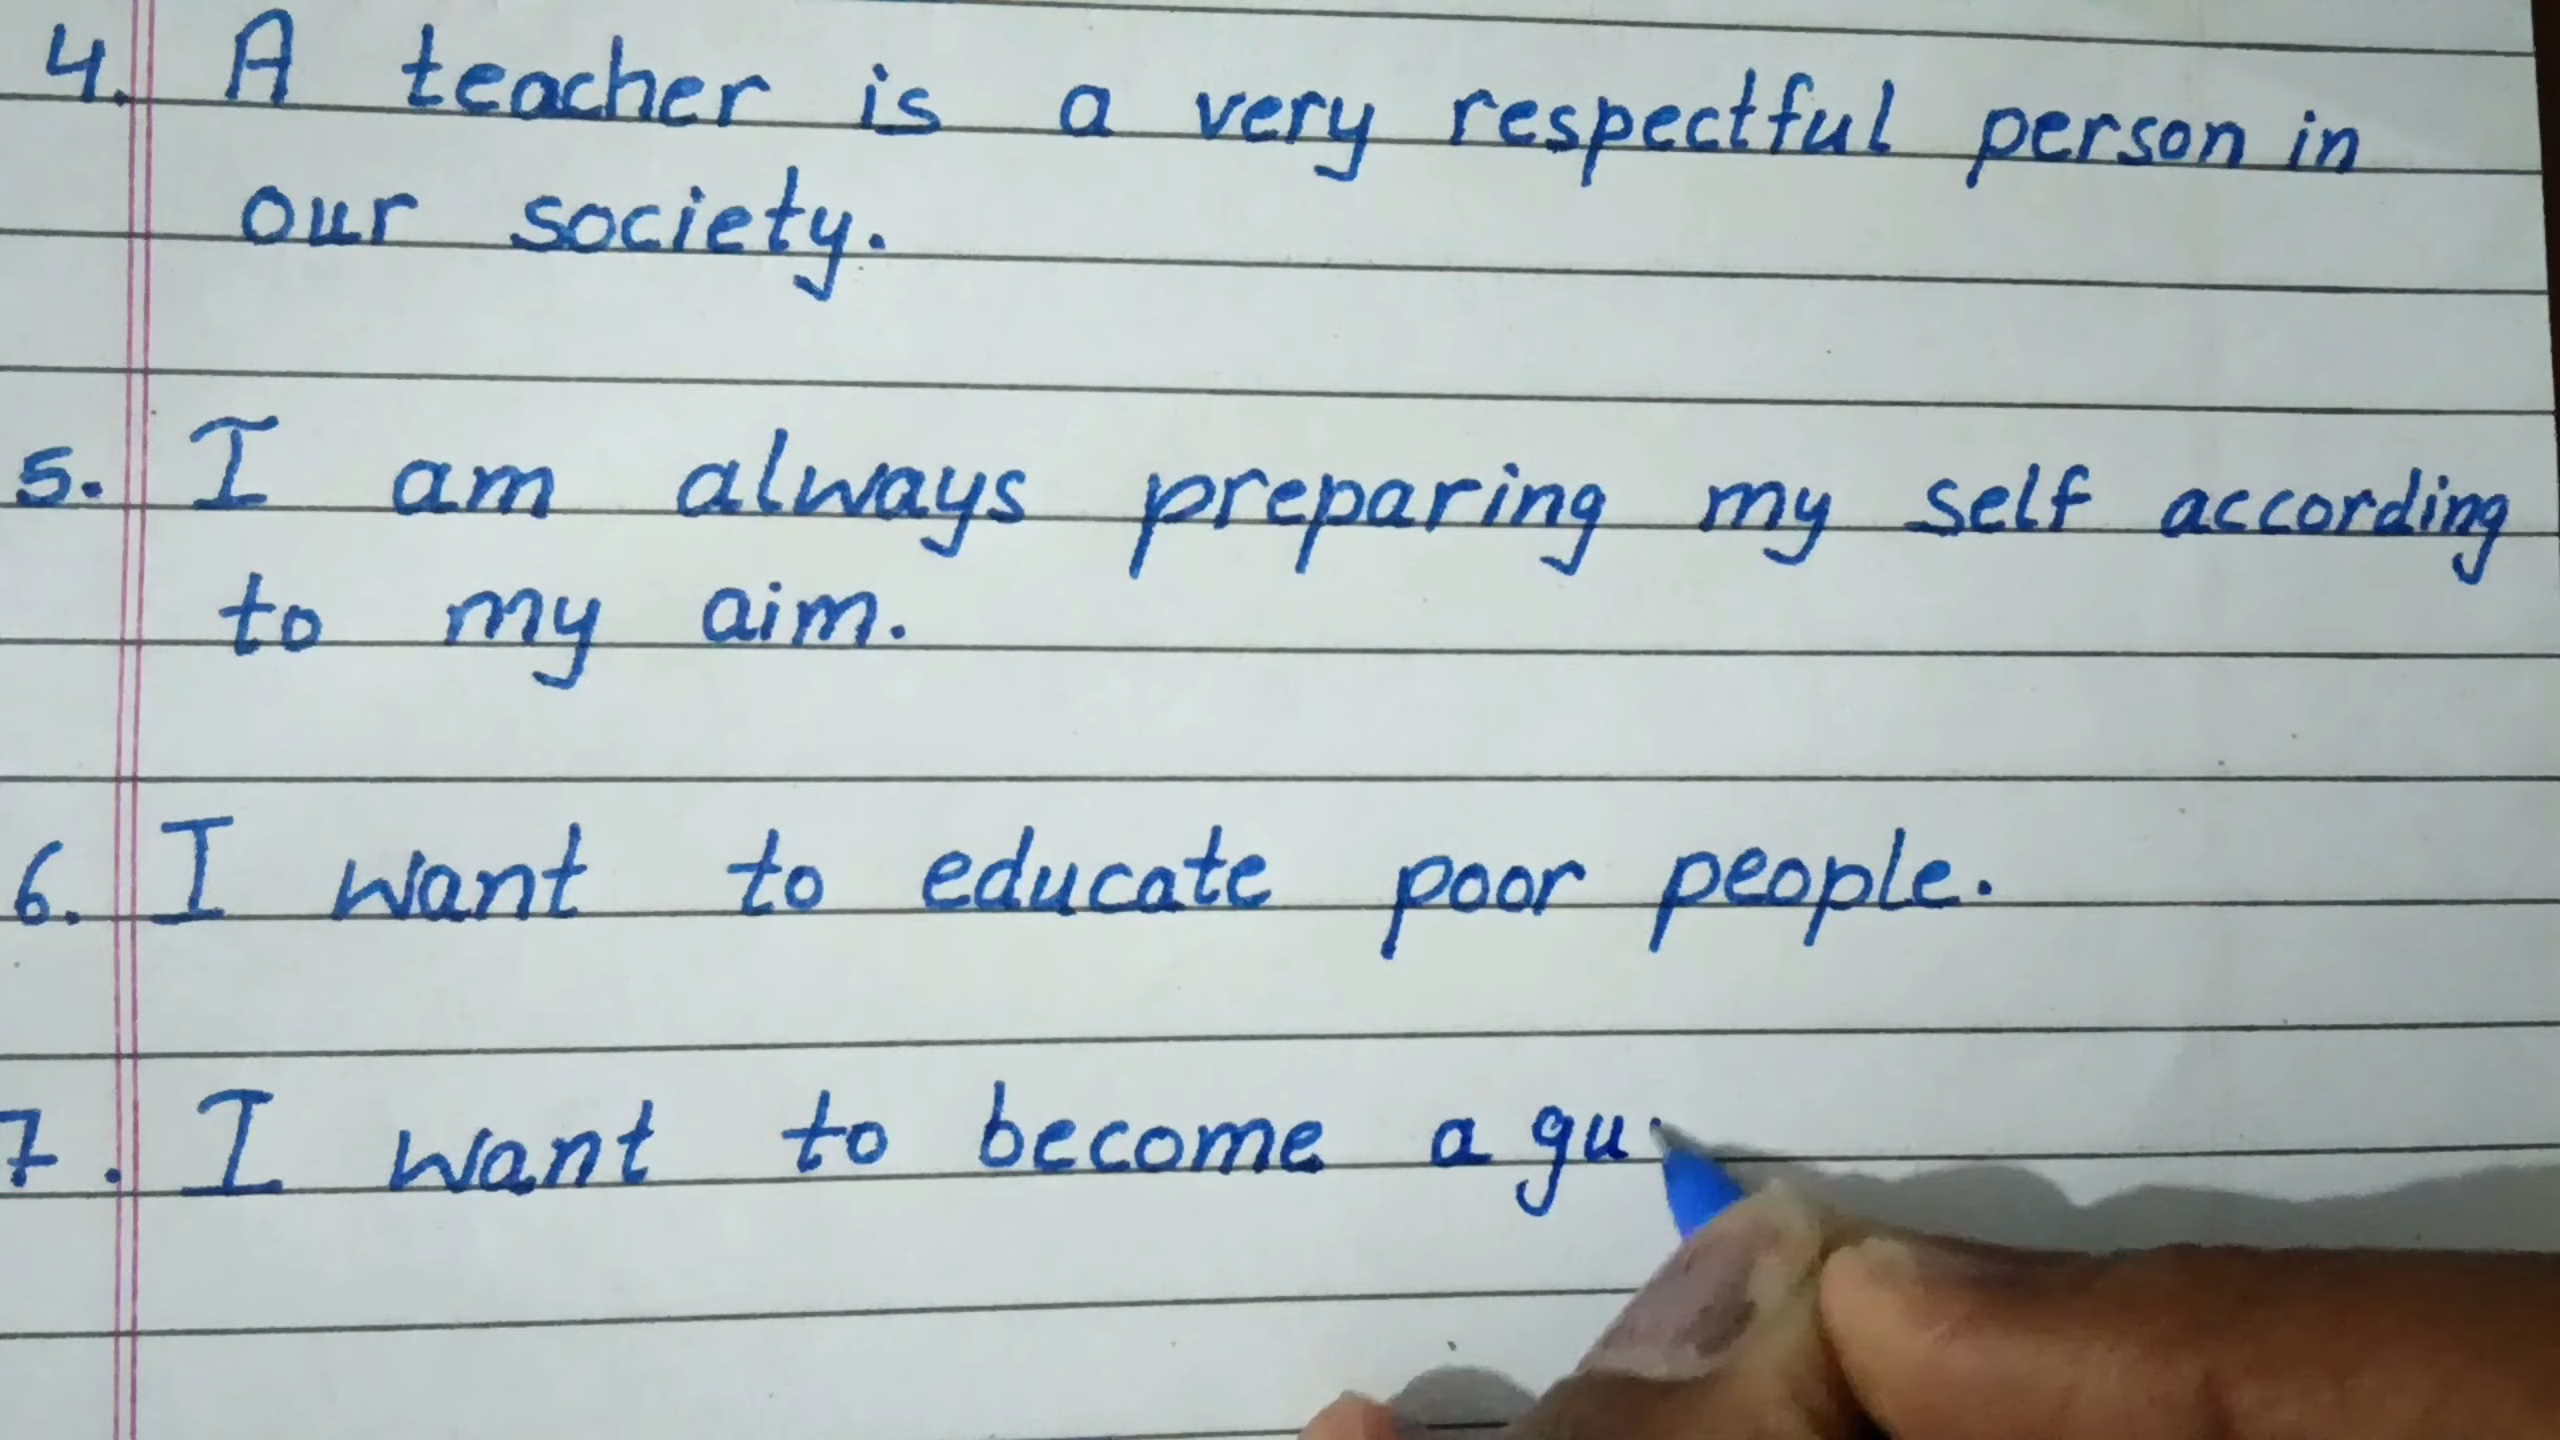 4. A teacher is a very respectful person in
our society.
5. I am always preparing my self according
to my aim.
6. I want to educate poor people.
7. I want to become a gu